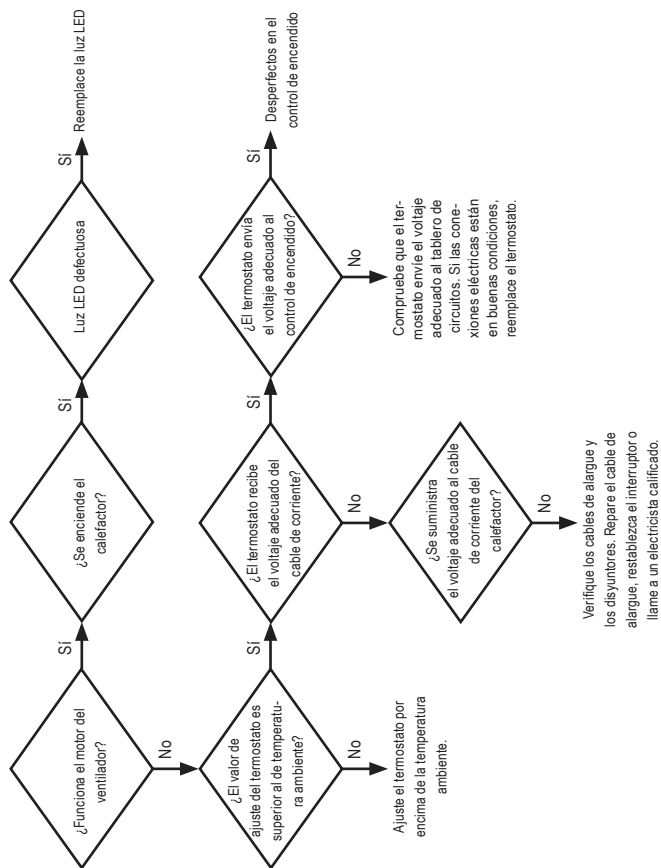 ¿Funciona el motor del
ventilador?
Sí
¿Se enciende el
calefactor?
Sí
Luz LED defectuosa
Sí
Reemplace la luz LED
No
¿El valor de
ajuste del termostato es
superior al de temperatu-
ra ambiente?
Sí
¿El termostato recibe
el voltaje adecuado del
cable de corriente?
Sí
¿El termostato envía
el voltaje adecuado al
control de encendido?
Sí
Desperfectos en el
control de encendido
No
Ajuste el termostato por
encima de la temperatura
ambiente.
No
¿Se suministra
el voltaje adecuado al cable
de corriente del
calefactor?
No
Verifique los cables de alargue y
los disyuntores. Repare el cable de
alargue, restablezca el interruptor o
llame a un electricista calificado.
No
Compruebe que el ter-
mostato envíe el voltaje
adecuado al tablero de
circuitos. Si las cone-
xiones eléctricas están
en buenas condiciones,
reemplace el termostato.